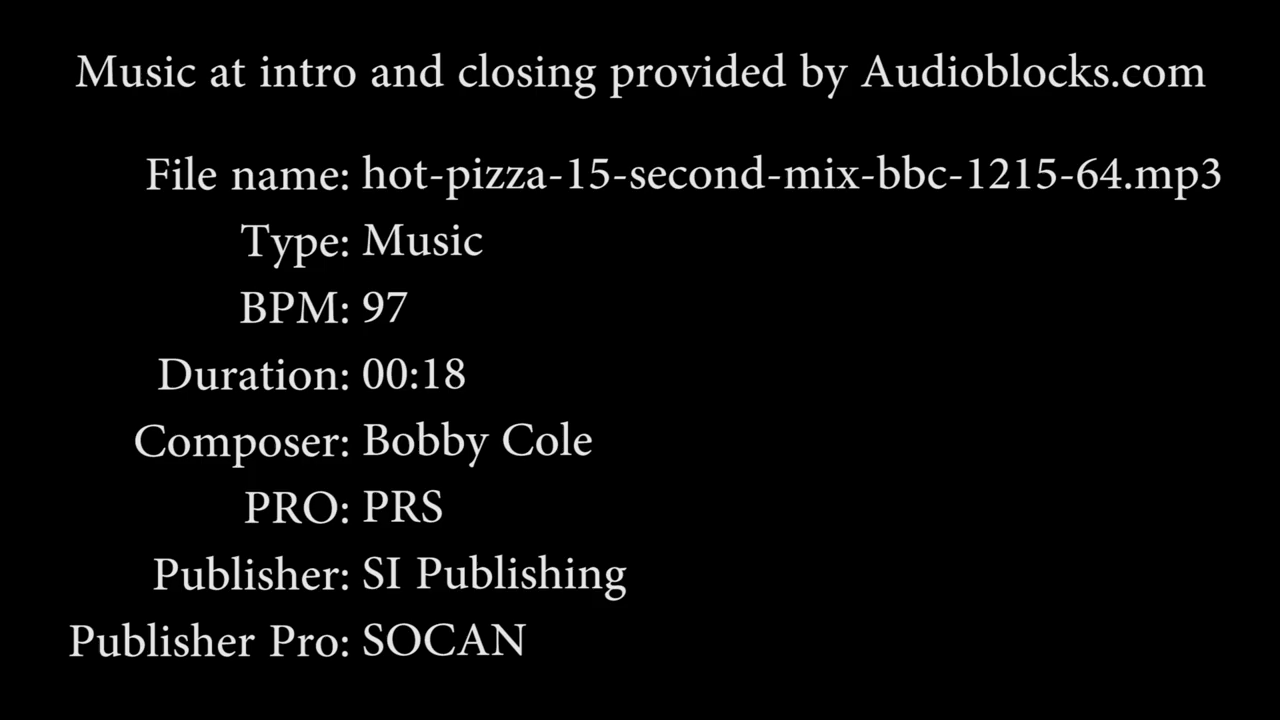 Music at intro and closing provided by Audioblocks.com
File name: hot-pizza-15-second-mix-bbc-1215-64.mp3
Type: Music
BPM: 97
Duration: 00:18
Composer: Bobby Cole
PRO: PRS
Publisher: SI Publishing
Publisher Pro: SOCAN